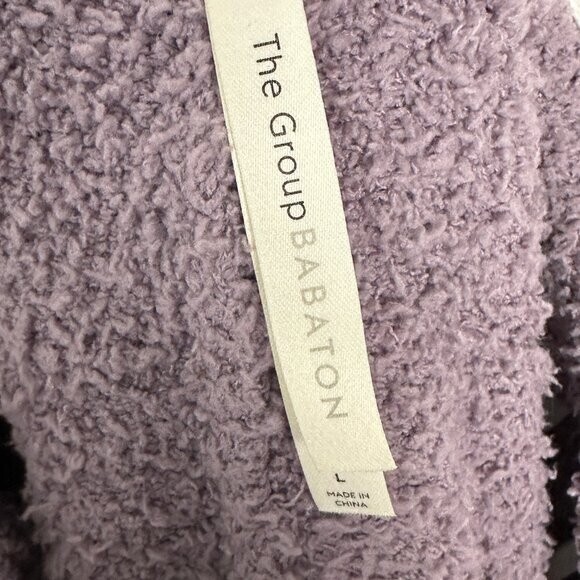 The Group BABATON
L
MADE IN
CHINA